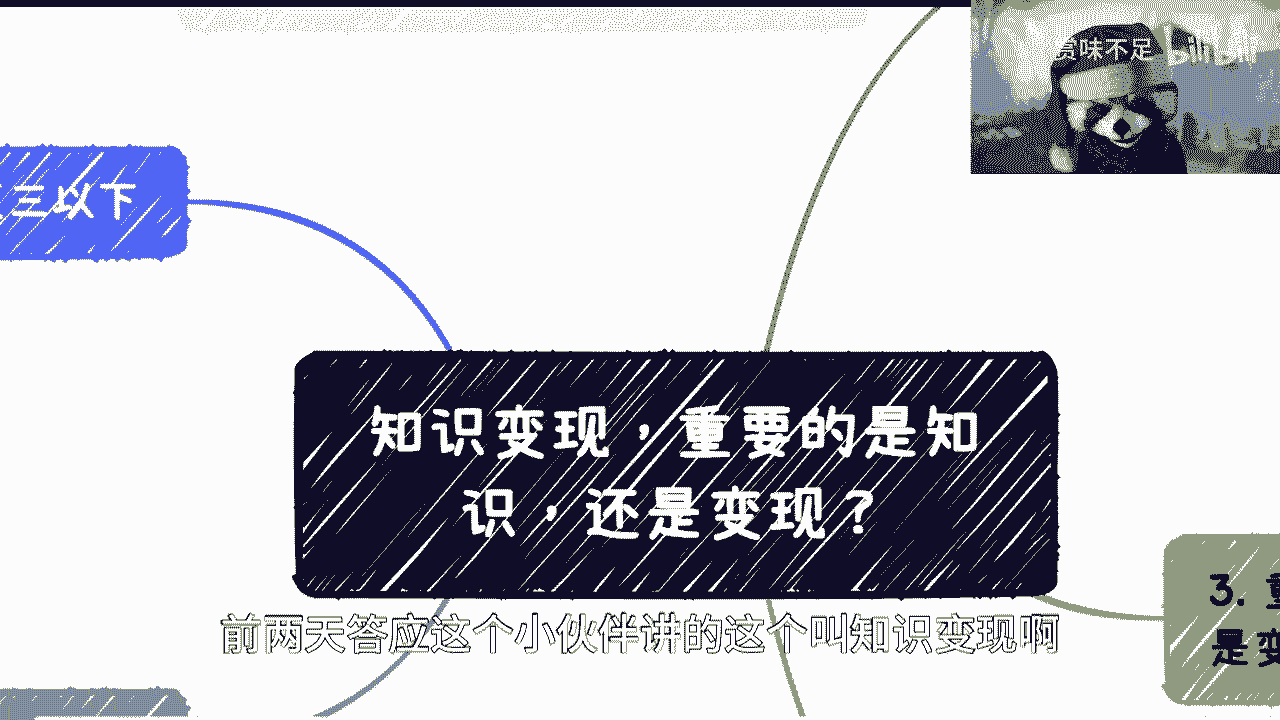 赏味不足 bilibili
三以下
知识变现，重要的是知
识，还是变现？
3. 重
是变
前两天答应这个小伙伴讲的这个叫知识变现啊